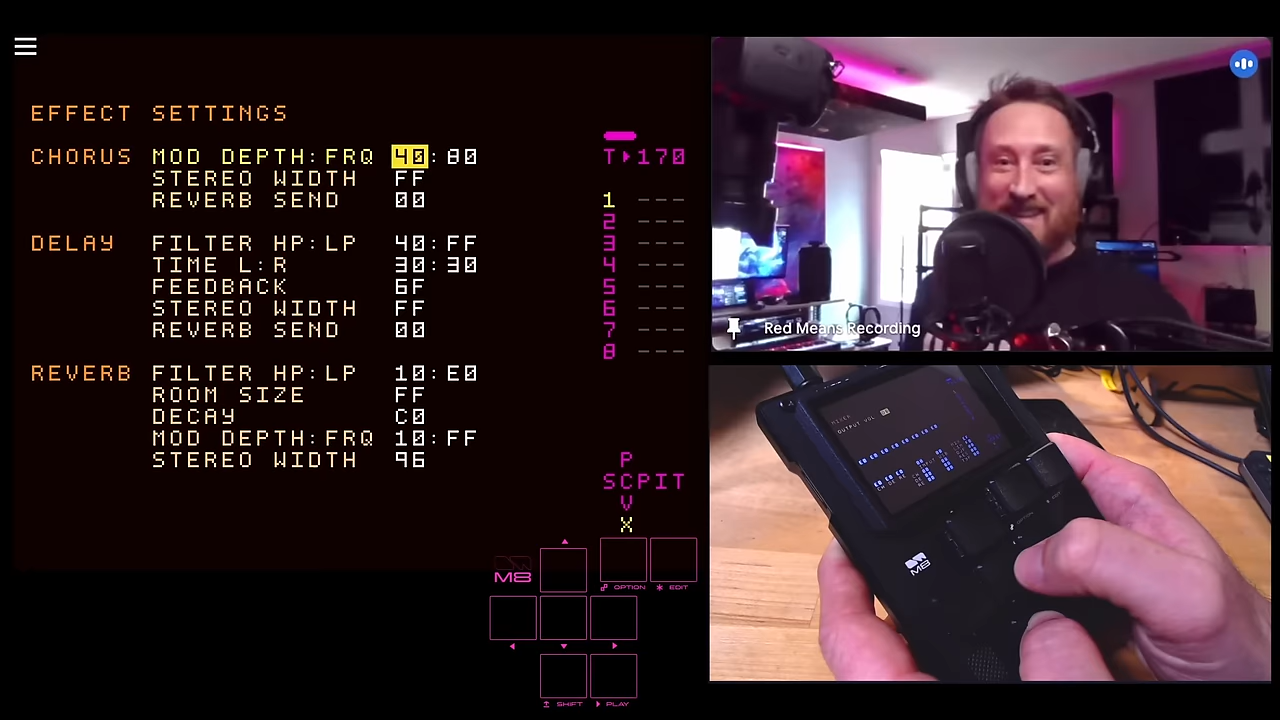 EFFECT SETTINGS
CHORUS MOD DEPTH:FRQ 40:80
STEREO WIDTH FF
REVERB SEND 00
DELAY FILTER HP:LP 40:FF
TIME L:R 30:30
FEEDBACK 6F
STEREO WIDTH FF
REVERB SEND 00
REVERB FILTER HP:LP 10:E0
ROOM SIZE FF
DECAY C0
MOD DEPTH:FRQ 10:FF
STEREO WIDTH 96
T▸170
1 ---
2 ---
3 ---
4 ---
5 ---
6 ---
7 ---
8 ---
P
SCPIT
V
X
M8
OPTION
EDIT
SHIFT
PLAY
Red Means Recording
MIXER
OUTPUT VOL
M8